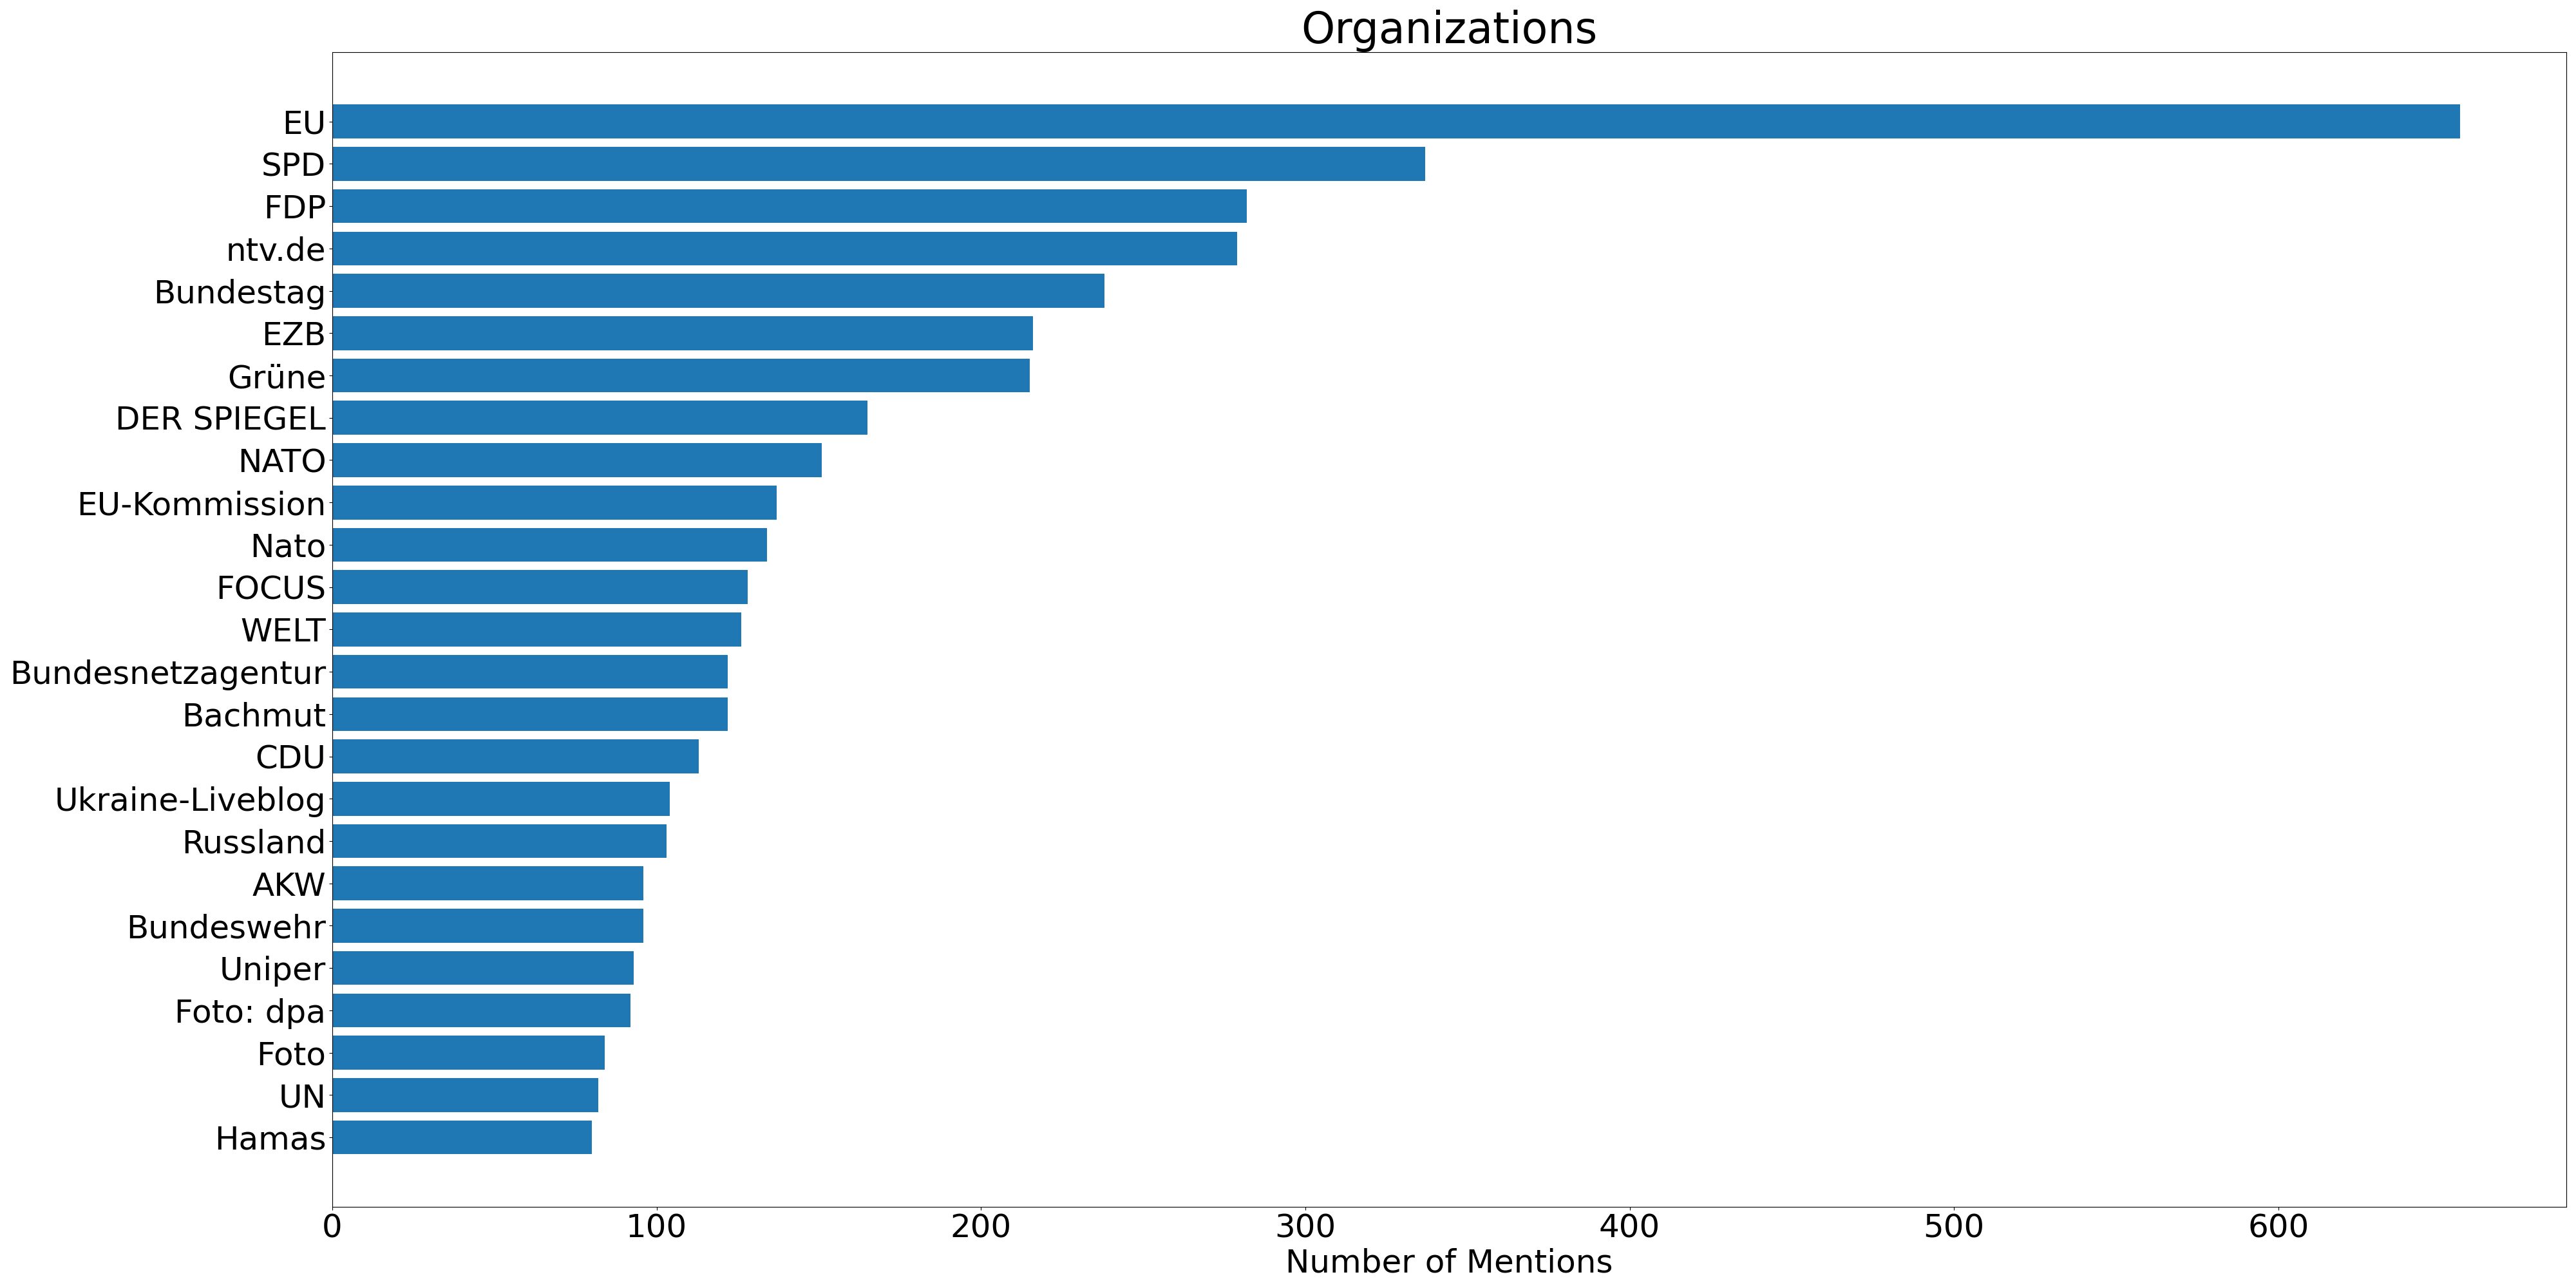 Organizations
EU
SPD
FDP
ntv.de
Bundestag
EZB
Grüne
DER SPIEGEL
NATO
EU-Kommission
Nato
FOCUS
WELT
Bundesnetzagentur
Bachmut
CDU
Ukraine-Liveblog
Russland
AKW
Bundeswehr
Uniper
Foto: dpa
Foto
UN
Hamas
0 100 200 300 400 500 600
Number of Mentions